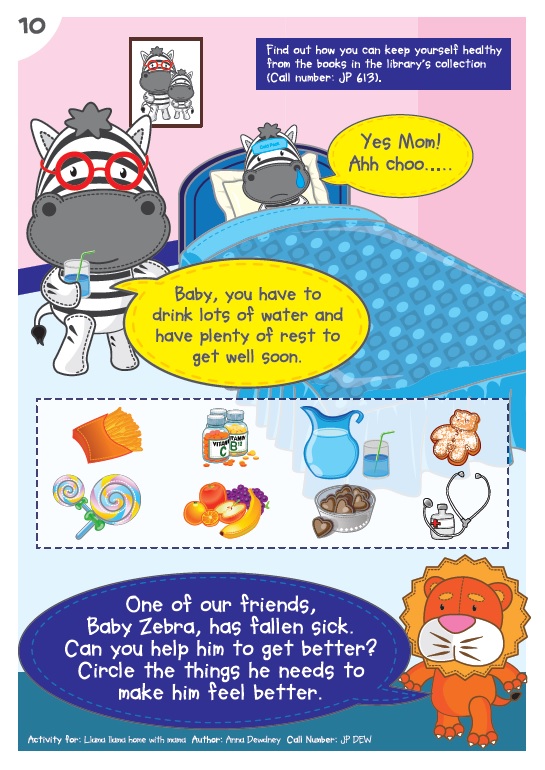 10
Find out how you can keep yourself healthy
from the books in the library's collection
(Call number: JP 613).
Yes Mom!
Ahh choo.....
Baby, you have to
drink lots of water and
have plenty of rest to
get well soon.
VITAMIN
C
VITAMIN
B12
One of our friends,
Baby Zebra, has fallen sick.
Can you help him to get better?
Circle the things he needs to
make him feel better.
Activity for: Llama llama home with mama Author: Anna Dewdney Call Number: JP DEW